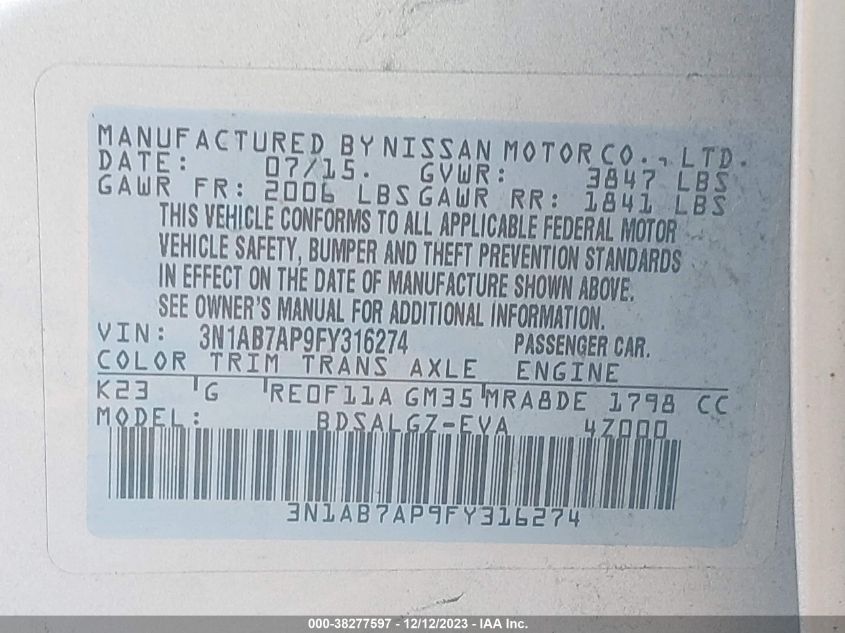 MANUFACTURED BY NISSAN MOTOR CO., LTD.
DATE: 07/15. GVWR: 3847 LBS
GAWR FR: 2006 LBS GAWR RR: 1841 LBS
THIS VEHICLE CONFORMS TO ALL APPLICABLE FEDERAL MOTOR
VEHICLE SAFETY, BUMPER AND THEFT PREVENTION STANDARDS
IN EFFECT ON THE DATE OF MANUFACTURE SHOWN ABOVE.
SEE OWNER'S MANUAL FOR ADDITIONAL INFORMATION.
VIN: 3N1AB7AP9FY316274 PASSENGER CAR.
COLOR TRIM TRANS AXLE ENGINE
K23 G RE0F11A GM35 MRA8DE 1798 CC
MODEL: BDSALGZ-EVA 4Z000
3N1AB7AP9FY316274
000-38277597 - 12/12/2023 - IAA Inc.